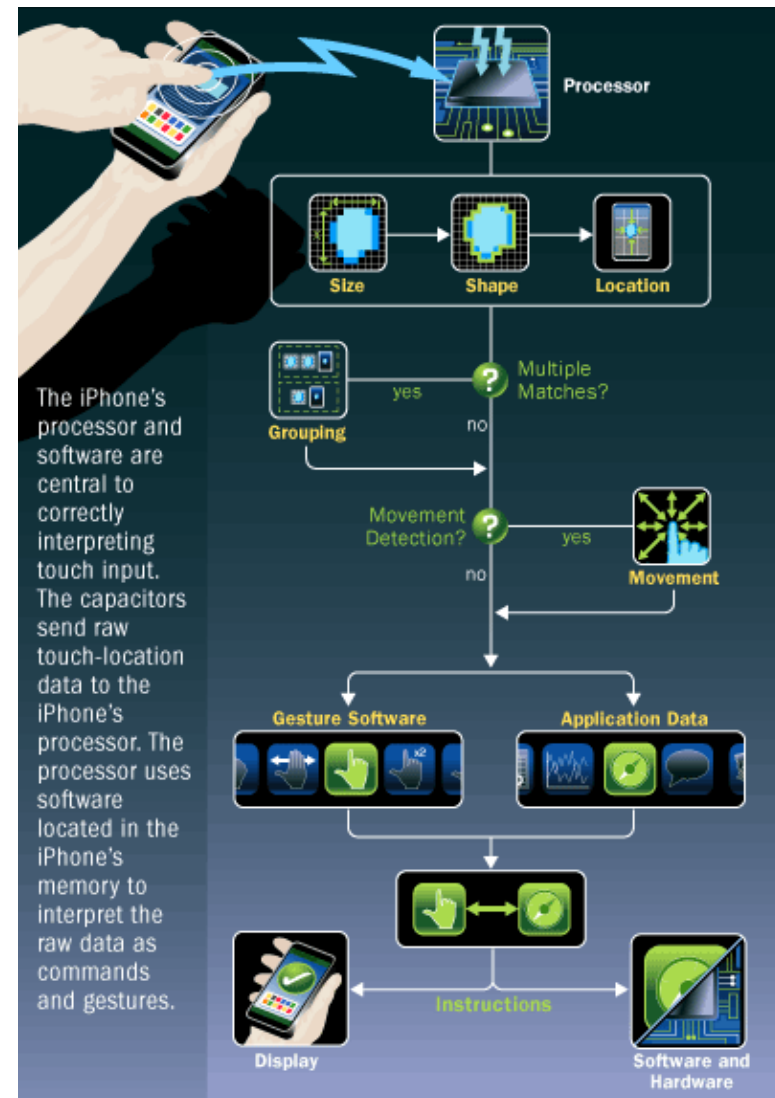 Processor
Size
Shape
Location
Multiple
Matches?
yes
no
Grouping
Movement
Detection?
yes
no
Movement
The iPhone's
processor and
software are
central to
correctly
interpreting
touch input.
The capacitors
send raw
touch-location
data to the
iPhone's
processor. The
processor uses
software
located in the
iPhone's
memory to
interpret the
raw data as
commands
and gestures.
Gesture Software
Application Data
x2
Instructions
Display
Software and
Hardware